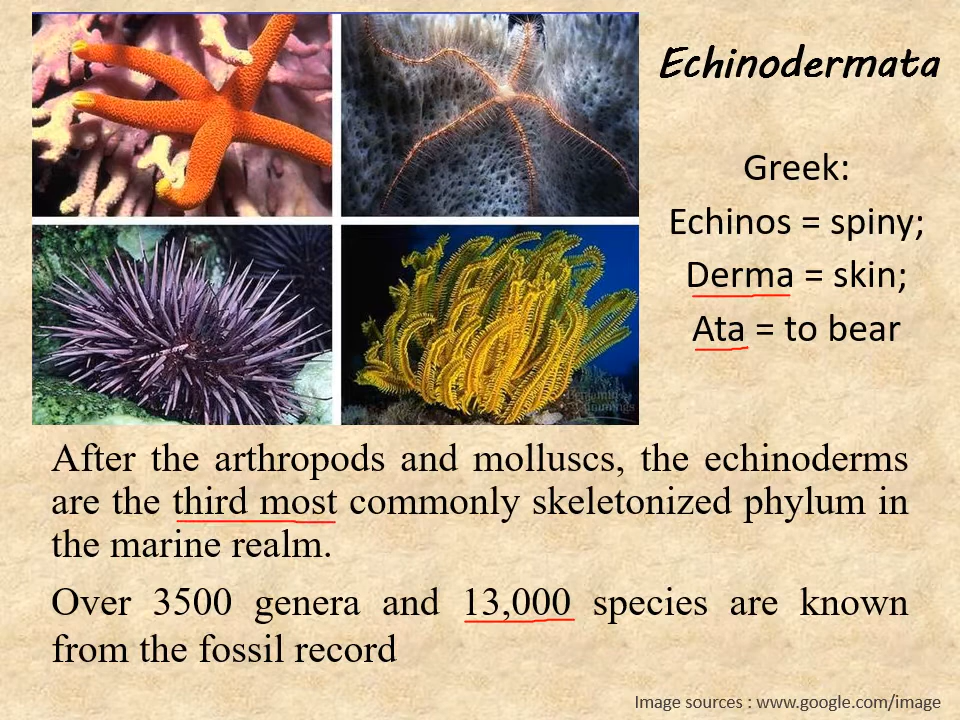 Echinodermata
Greek:
Echinos = spiny;
Derma = skin;
Ata = to bear
After the arthropods and molluscs, the echinoderms
are the third most commonly skeletonized phylum in
the marine realm.
Over 3500 genera and 13,000 species are known
from the fossil record
Image sources : www.google.com/image